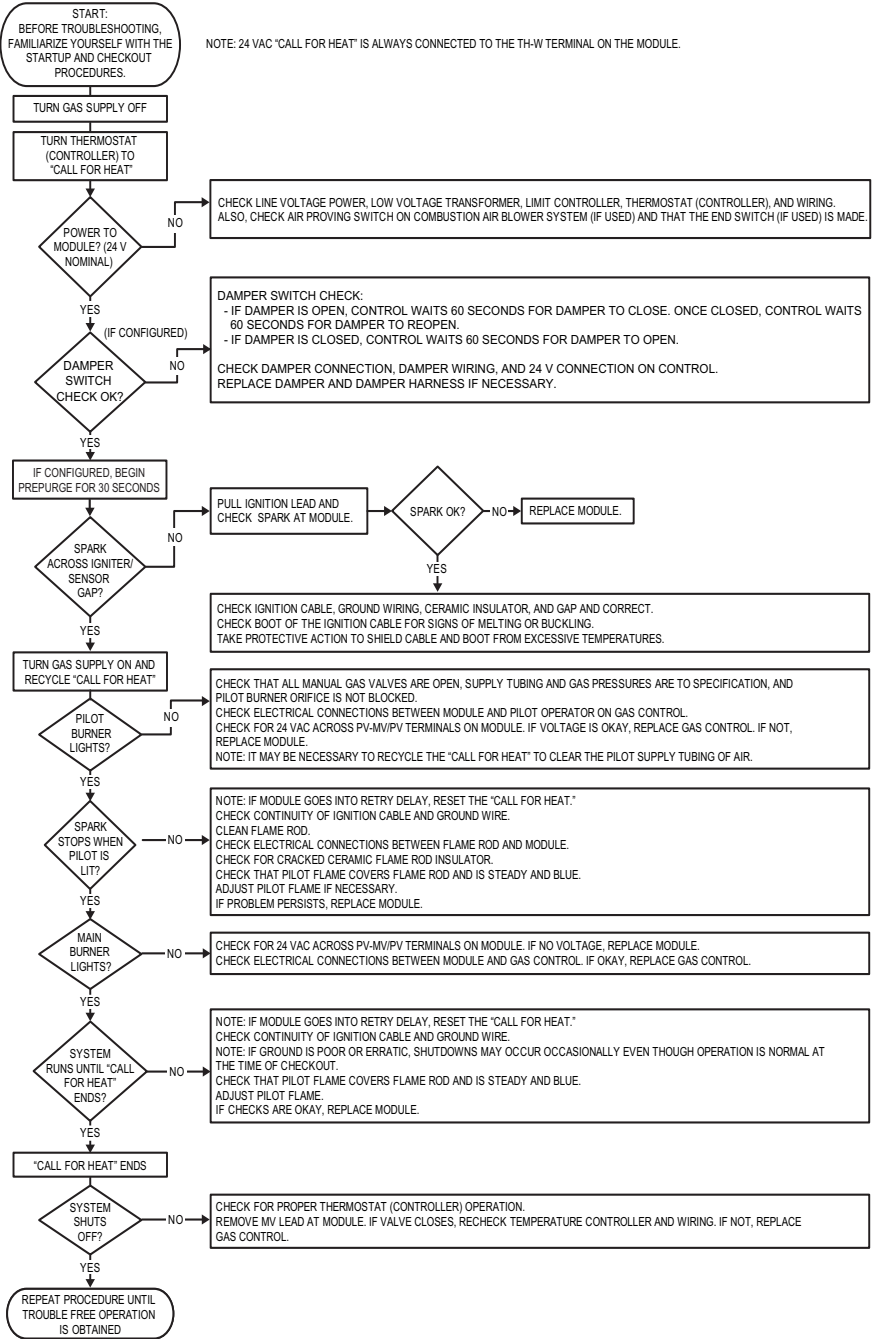 START:
BEFORE TROUBLESHOOTING,
FAMILIARIZE YOURSELF WITH THE
STARTUP AND CHECKOUT
PROCEDURES.
NOTE: 24 VAC “CALL FOR HEAT” IS ALWAYS CONNECTED TO THE TH-W TERMINAL ON THE MODULE.
TURN GAS SUPPLY OFF
TURN THERMOSTAT
(CONTROLLER) TO
“CALL FOR HEAT”
POWER TO
MODULE? (24 V
NOMINAL)
NO
CHECK LINE VOLTAGE POWER, LOW VOLTAGE TRANSFORMER, LIMIT CONTROLLER, THERMOSTAT (CONTROLLER), AND WIRING.
ALSO, CHECK AIR PROVING SWITCH ON COMBUSTION AIR BLOWER SYSTEM (IF USED) AND THAT THE END SWITCH (IF USED) IS MADE.
YES
(IF CONFIGURED)
DAMPER
SWITCH
CHECK OK?
NO
DAMPER SWITCH CHECK:
- IF DAMPER IS OPEN, CONTROL WAITS 60 SECONDS FOR DAMPER TO CLOSE. ONCE CLOSED, CONTROL WAITS
60 SECONDS FOR DAMPER TO REOPEN.
- IF DAMPER IS CLOSED, CONTROL WAITS 60 SECONDS FOR DAMPER TO OPEN.
CHECK DAMPER CONNECTION, DAMPER WIRING, AND 24 V CONNECTION ON CONTROL.
REPLACE DAMPER AND DAMPER HARNESS IF NECESSARY.
YES
IF CONFIGURED, BEGIN
PREPURGE FOR 30 SECONDS
SPARK
ACROSS IGNITER/
SENSOR
GAP?
NO
PULL IGNITION LEAD AND
CHECK SPARK AT MODULE.
SPARK OK?
NO
REPLACE MODULE.
YES
CHECK IGNITION CABLE, GROUND WIRING, CERAMIC INSULATOR, AND GAP AND CORRECT.
CHECK BOOT OF THE IGNITION CABLE FOR SIGNS OF MELTING OR BUCKLING.
TAKE PROTECTIVE ACTION TO SHIELD CABLE AND BOOT FROM EXCESSIVE TEMPERATURES.
YES
TURN GAS SUPPLY ON AND
RECYCLE “CALL FOR HEAT”
PILOT
BURNER
LIGHTS?
NO
CHECK THAT ALL MANUAL GAS VALVES ARE OPEN, SUPPLY TUBING AND GAS PRESSURES ARE TO SPECIFICATION, AND
PILOT BURNER ORIFICE IS NOT BLOCKED.
CHECK ELECTRICAL CONNECTIONS BETWEEN MODULE AND PILOT OPERATOR ON GAS CONTROL.
CHECK FOR 24 VAC ACROSS PV-MV/PV TERMINALS ON MODULE. IF VOLTAGE IS OKAY, REPLACE GAS CONTROL. IF NOT,
REPLACE MODULE.
NOTE: IT MAY BE NECESSARY TO RECYCLE THE “CALL FOR HEAT” TO CLEAR THE PILOT SUPPLY TUBING OF AIR.
YES
SPARK
STOPS WHEN
PILOT IS
LIT?
NO
NOTE: IF MODULE GOES INTO RETRY DELAY, RESET THE “CALL FOR HEAT.”
CHECK CONTINUITY OF IGNITION CABLE AND GROUND WIRE.
CLEAN FLAME ROD.
CHECK ELECTRICAL CONNECTIONS BETWEEN FLAME ROD AND MODULE.
CHECK FOR CRACKED CERAMIC FLAME ROD INSULATOR.
CHECK THAT PILOT FLAME COVERS FLAME ROD AND IS STEADY AND BLUE.
ADJUST PILOT FLAME IF NECESSARY.
IF PROBLEM PERSISTS, REPLACE MODULE.
YES
MAIN
BURNER
LIGHTS?
NO
CHECK FOR 24 VAC ACROSS PV-MV/PV TERMINALS ON MODULE. IF NO VOLTAGE, REPLACE MODULE.
CHECK ELECTRICAL CONNECTIONS BETWEEN MODULE AND GAS CONTROL. IF OKAY, REPLACE GAS CONTROL.
YES
SYSTEM
RUNS UNTIL “CALL
FOR HEAT”
ENDS?
NO
NOTE: IF MODULE GOES INTO RETRY DELAY, RESET THE “CALL FOR HEAT.”
CHECK CONTINUITY OF IGNITION CABLE AND GROUND WIRE.
NOTE: IF GROUND IS POOR OR ERRATIC, SHUTDOWNS MAY OCCUR OCCASIONALLY EVEN THOUGH OPERATION IS NORMAL AT
THE TIME OF CHECKOUT.
CHECK THAT PILOT FLAME COVERS FLAME ROD AND IS STEADY AND BLUE.
ADJUST PILOT FLAME.
IF CHECKS ARE OKAY, REPLACE MODULE.
YES
“CALL FOR HEAT” ENDS
SYSTEM
SHUTS
OFF?
NO
CHECK FOR PROPER THERMOSTAT (CONTROLLER) OPERATION.
REMOVE MV LEAD AT MODULE. IF VALVE CLOSES, RECHECK TEMPERATURE CONTROLLER AND WIRING. IF NOT, REPLACE
GAS CONTROL.
YES
REPEAT PROCEDURE UNTIL
TROUBLE FREE OPERATION
IS OBTAINED